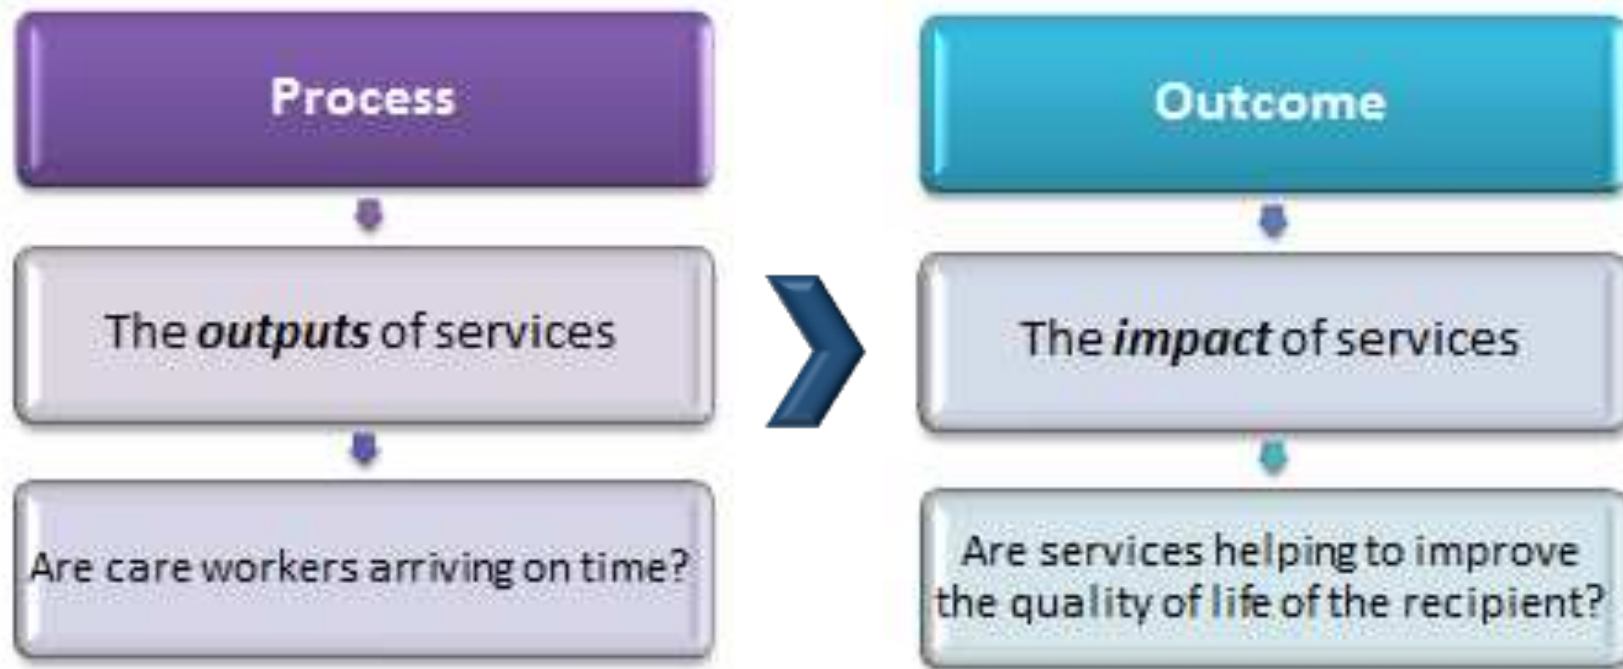 Process
The outputs of services
Are care workers arriving on time?
Outcome
The impact of services
Are services helping to improve
the quality of life of the recipient?